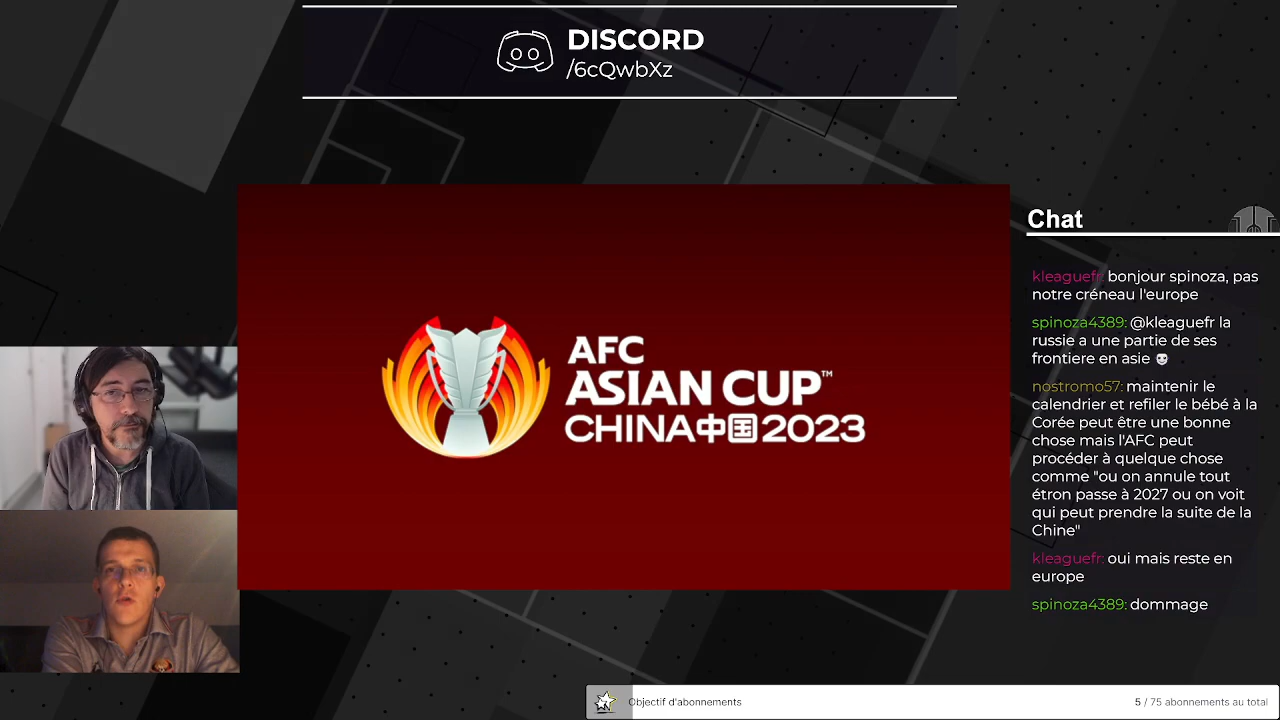 DISCORD
/6cQwbXz
AFC
ASIAN CUP™
CHINA中国2023
Chat
kleaguefr: bonjour spinoza, pas
notre créneau l'europe
spinoza4389: @kleaguefr la
russie a une partie de ses
frontiere en asie
nostromo57: maintenir le
calendrier et refiler le bébé à la
Corée peut être une bonne
chose mais l'AFC peut
procéder à quelque chose
comme "ou on annule tout
étron passe à 2027 ou on voit
qui peut prendre la suite de la
Chine"
kleaguefr: oui mais reste en
europe
spinoza4389: dommage
Objectif d'abonnements
5 / 75 abonnements au total